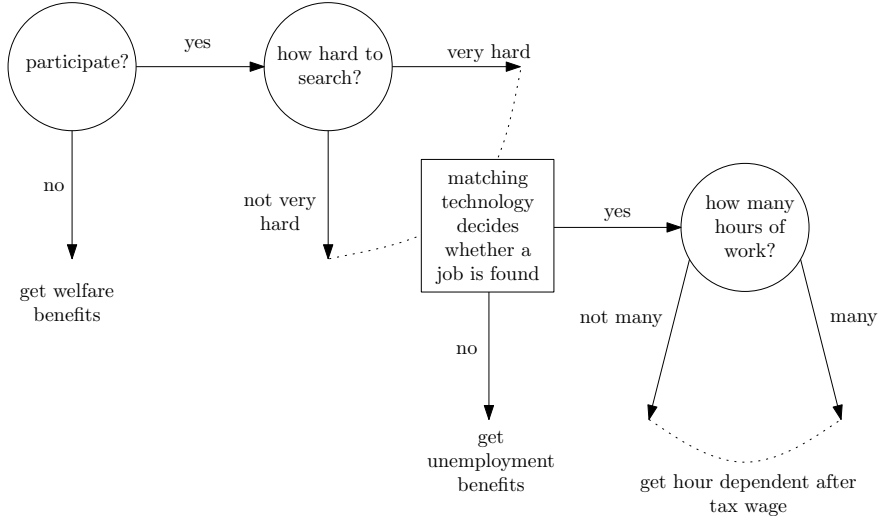 participate?
yes
how hard to
search?
very hard
no
not very
hard
get welfare
benefits
matching
technology
decides
whether a
job is found
yes
how many
hours of
work?
no
not many
many
get
unemployment
benefits
get hour dependent after
tax wage